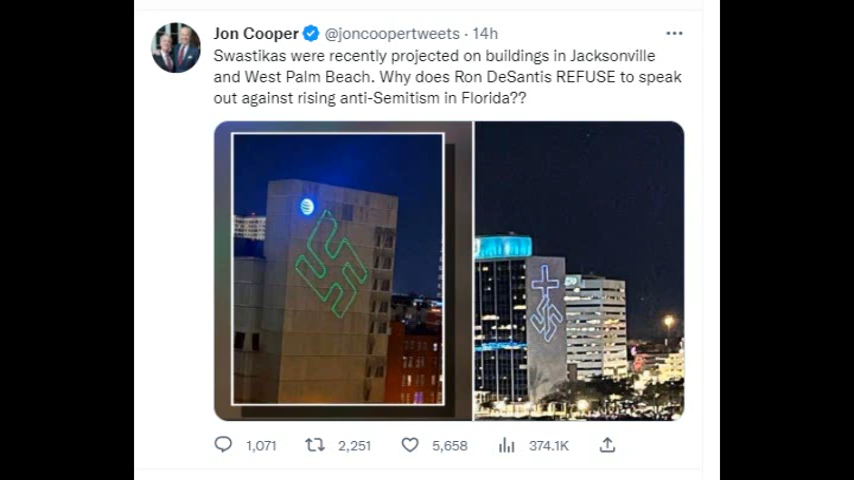 Jon Cooper @joncoopertweets · 14h
Swastikas were recently projected on buildings in Jacksonville
and West Palm Beach. Why does Ron DeSantis REFUSE to speak
out against rising anti-Semitism in Florida??
1,071 2,251 5,658 374.1K